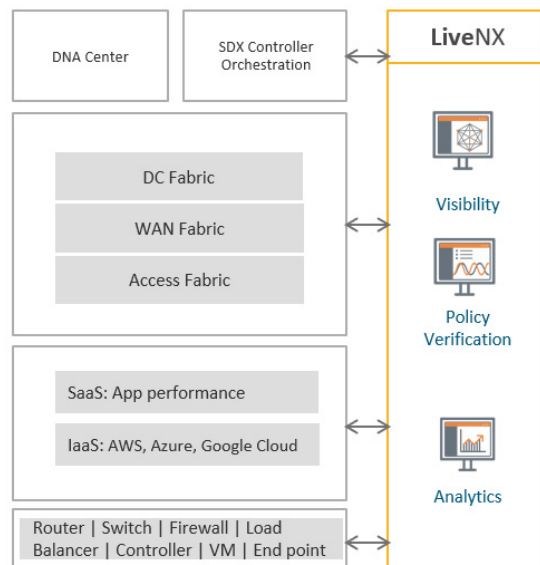 DNA Center
SDX Controller
Orchestration
LiveNX
DC Fabric
WAN Fabric
Access Fabric
SaaS: App performance
IaaS: AWS, Azure, Google Cloud
Router | Switch | Firewall | Load
Balancer | Controller | VM | End point
Visibility
Policy
Verification
Analytics